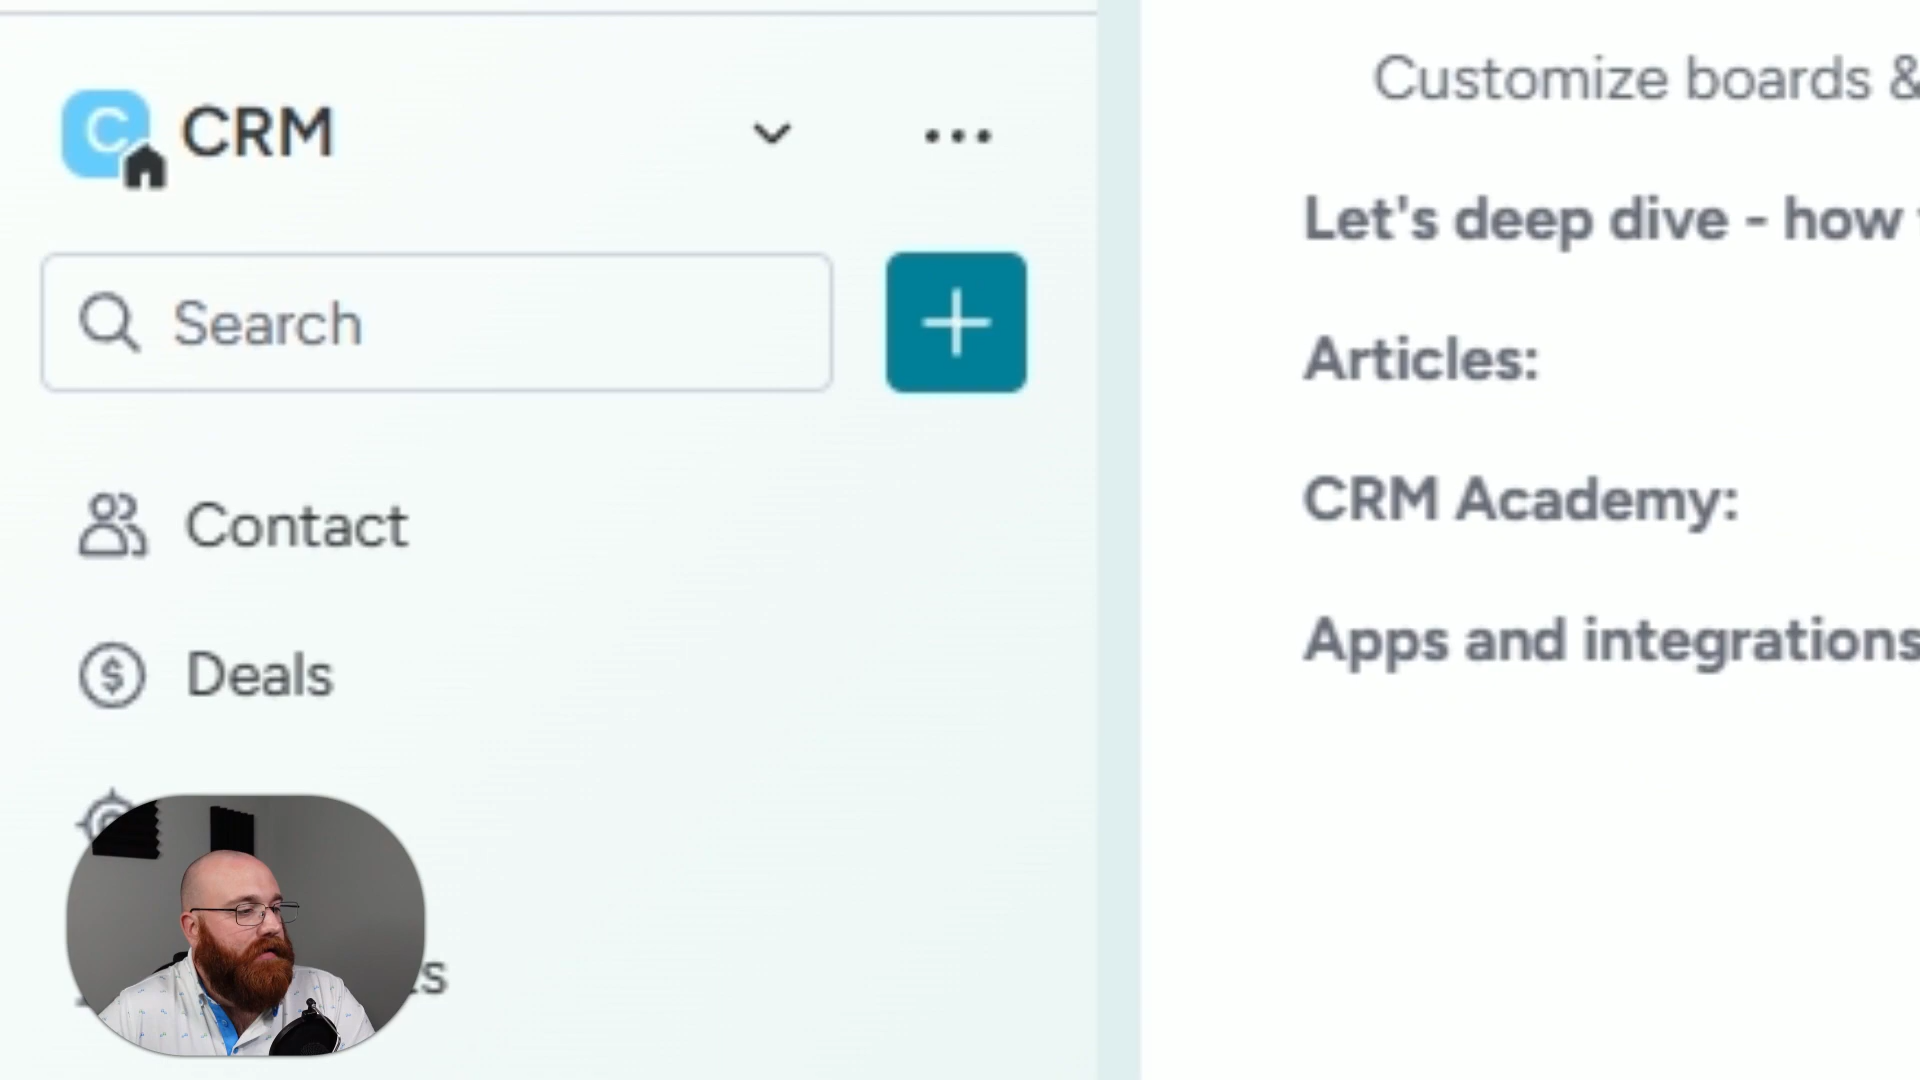 C CRM
Search
Contact
Deals
Customize boards &
Let's deep dive - how
Articles:
CRM Academy:
Apps and integrations